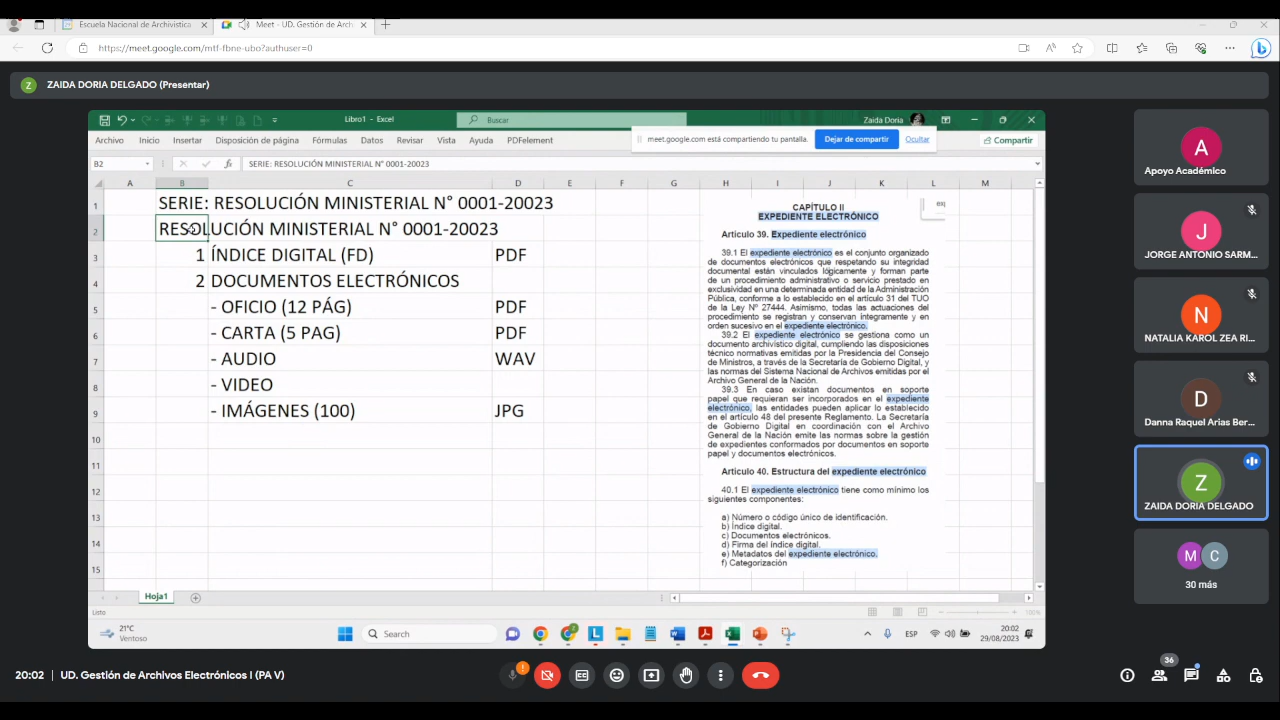 Escuela Nacional de Archivística
Meet - UD. Gestión de Arch
https://meet.google.com/mtf-fbne-ubo?authuser=0
ZAIDA DORIA DELGADO (Presentar)
Libro1 - Excel
Buscar
Zaida Doria
Archivo Inicio Insertar Disposición de página Fórmulas Datos Revisar Vista Ayuda PDFelement
meet.google.com está compartiendo tu pantalla.
Dejar de compartir
Ocultar
Compartir
B2
SERIE: RESOLUCIÓN MINISTERIAL N° 0001-20023
A B C D E F G H I J K L M
1 SERIE: RESOLUCIÓN MINISTERIAL N° 0001-20023
2 RESOLUCIÓN MINISTERIAL N° 0001-20023
3 1 ÍNDICE DIGITAL (FD) PDF
4 2 DOCUMENTOS ELECTRÓNICOS
5 - OFICIO (12 PÁG) PDF
6 - CARTA (5 PAG) PDF
7 - AUDIO WAV
8 - VIDEO
9 - IMÁGENES (100) JPG
10
11
12
13
14
15
CAPÍTULO II
EXPEDIENTE ELECTRÓNICO
Artículo 39. Expediente electrónico
39.1 El expediente electrónico es el conjunto organizado
de documentos electrónicos que respetando su integridad
documental están vinculados lógicamente y forman parte
de un procedimiento administrativo o servicio prestado en
exclusividad en una determinada entidad de la Administración
Pública, conforme a lo establecido en el artículo 31 del TUO
de la Ley N° 27444. Asimismo, todas las actuaciones del
procedimiento se registran y conservan íntegramente y en
orden sucesivo en el expediente electrónico.
39.2 El expediente electrónico se gestiona como un
documento archivístico digital, cumpliendo las disposiciones
técnico normativas emitidas por la Presidencia del Consejo
de Ministros, a través de la Secretaría de Gobierno Digital, y
las normas del Sistema Nacional de Archivos emitidas por el
Archivo General de la Nación.
39.3 En caso existan documentos en soporte
papel que requieran ser incorporados en el expediente
electrónico, las entidades pueden aplicar lo establecido
en el artículo 48 del presente Reglamento. La Secretaría
de Gobierno Digital en coordinación con el Archivo
General de la Nación emite las normas sobre la gestión
de expedientes conformados por documentos en soporte
papel y documentos electrónicos.
Artículo 40. Estructura del expediente electrónico
40.1 El expediente electrónico tiene como mínimo los
siguientes componentes:
a) Número o código único de identificación.
b) Índice digital.
c) Documentos electrónicos.
d) Firma del índice digital.
e) Metadatos del expediente electrónico.
f) Categorización
Hoja1
Listo
100%
21°C
Ventoso
Search
ESP
20:02
29/08/2023
A
Apoyo Académico
J
JORGE ANTONIO SARM...
N
NATALIA KAROL ZEA RI...
D
Danna Raquel Arias Ber...
Z
ZAIDA DORIA DELGADO
M C
30 más
20:02 UD. Gestión de Archivos Electrónicos I (PA V)
36